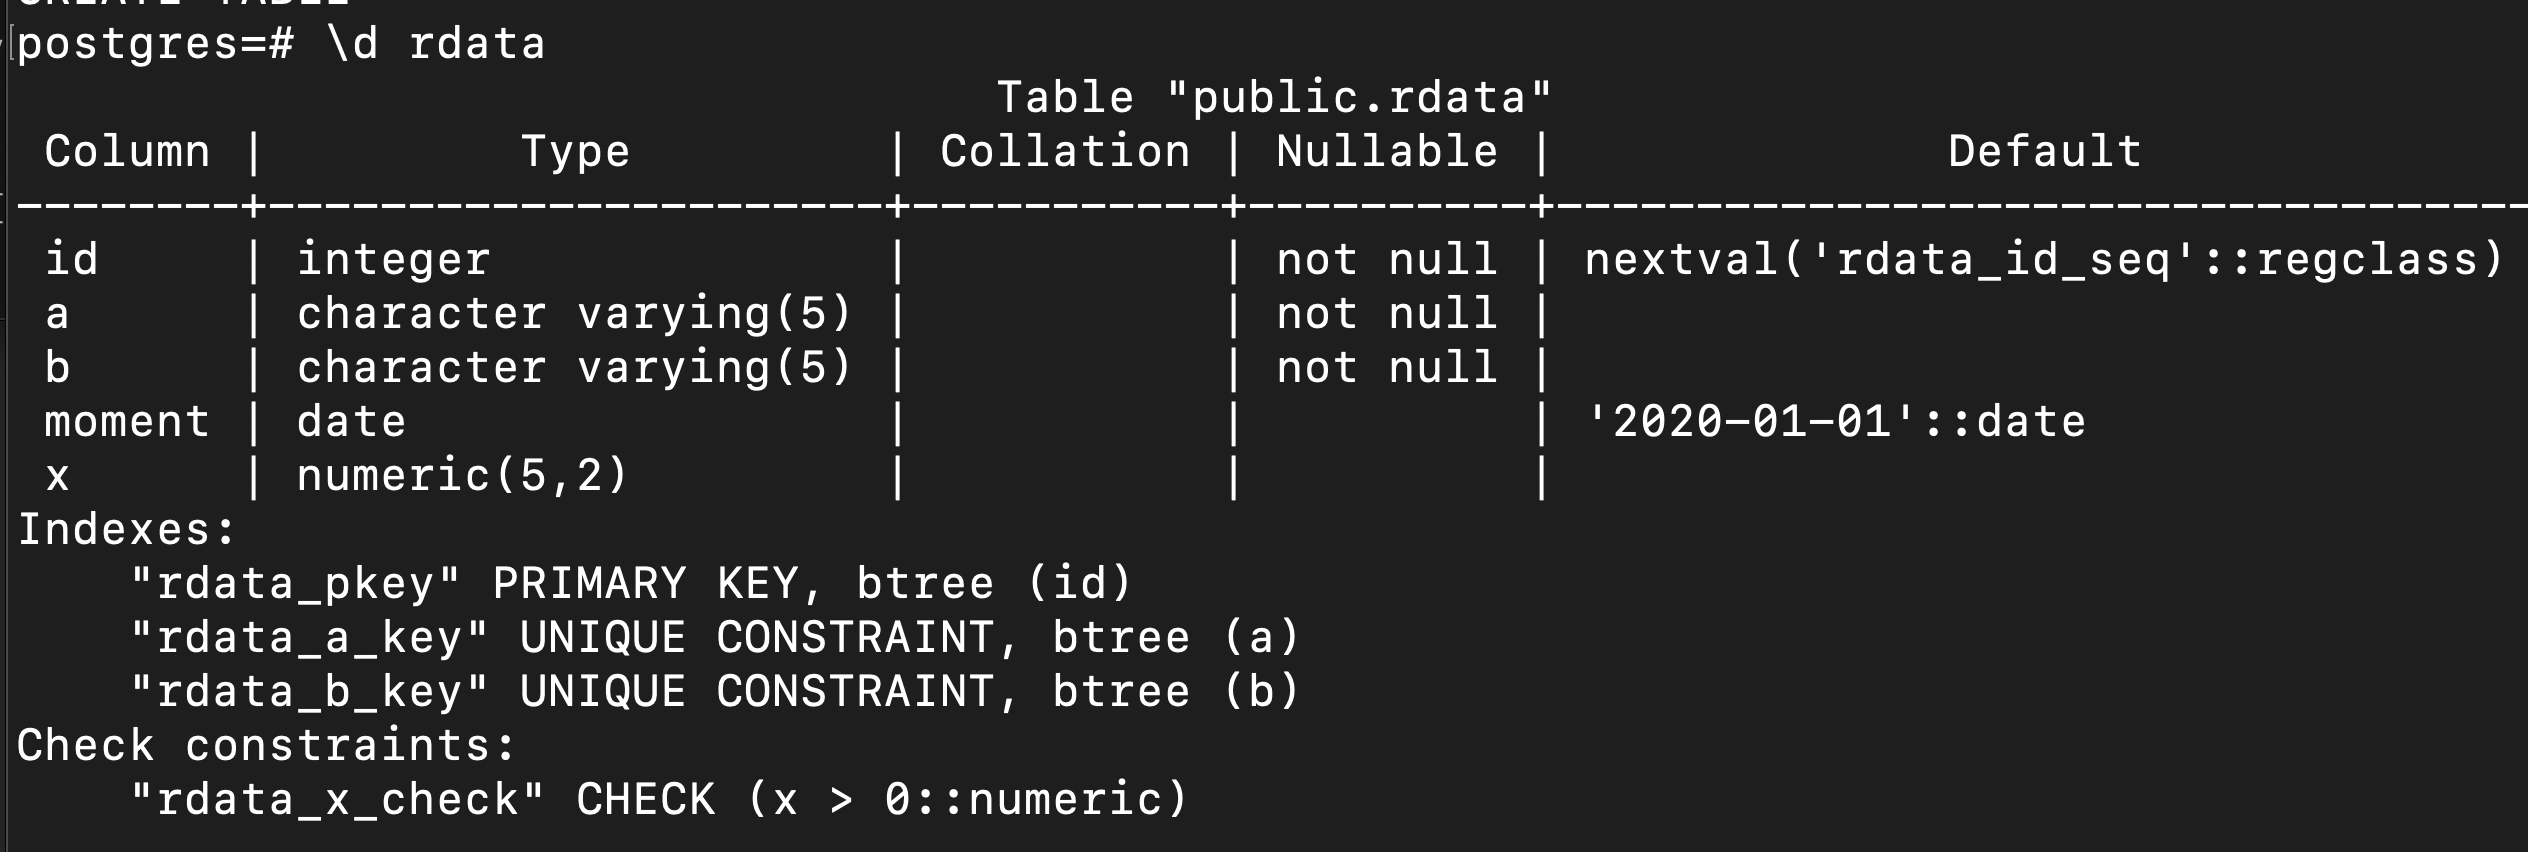 CREATE TABLE
postgres=# \d rdata
Table "public.rdata"
Column | Type | Collation | Nullable | Default
--------+----------------------+-----------+----------+-----------------------------------
id | integer | | not null | nextval('rdata_id_seq'::regclass)
a | character varying(5) | | not null |
b | character varying(5) | | not null |
moment | date | | | '2020-01-01'::date
x | numeric(5,2) | | |
Indexes:
"rdata_pkey" PRIMARY KEY, btree (id)
"rdata_a_key" UNIQUE CONSTRAINT, btree (a)
"rdata_b_key" UNIQUE CONSTRAINT, btree (b)
Check constraints:
"rdata_x_check" CHECK (x > 0::numeric)